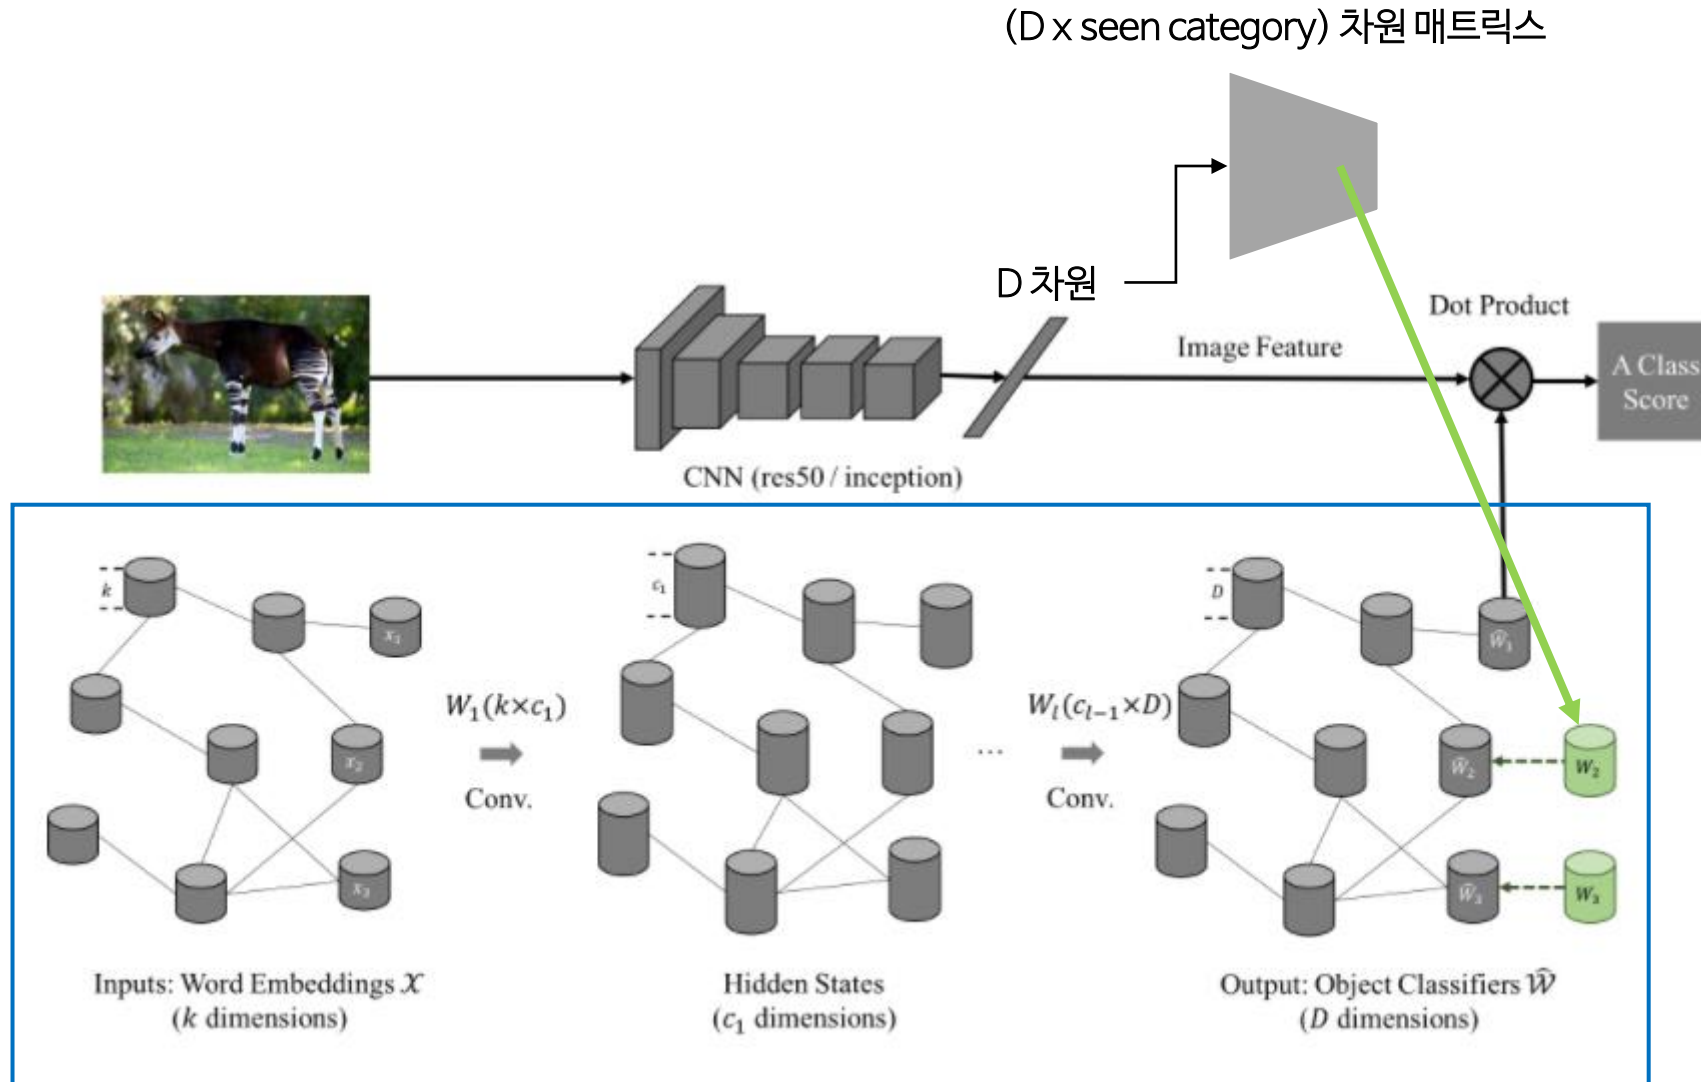 (D x seen category) 차원 매트릭스
D 차원
Dot Product
Image Feature
A Class
Score
CNN (res50 / inception)
k
x₁
x₂
x₃
W₁(k×c₁)
Conv.
c₁
...
W_l(c_{l−1}×D)
Conv.
D
Ŵ₁
Ŵ₂
W₂
Ŵ₃
W₃
Inputs: Word Embeddings 𝒳
(k dimensions)
Hidden States
(c₁ dimensions)
Output: Object Classifiers 𝒲̂
(D dimensions)